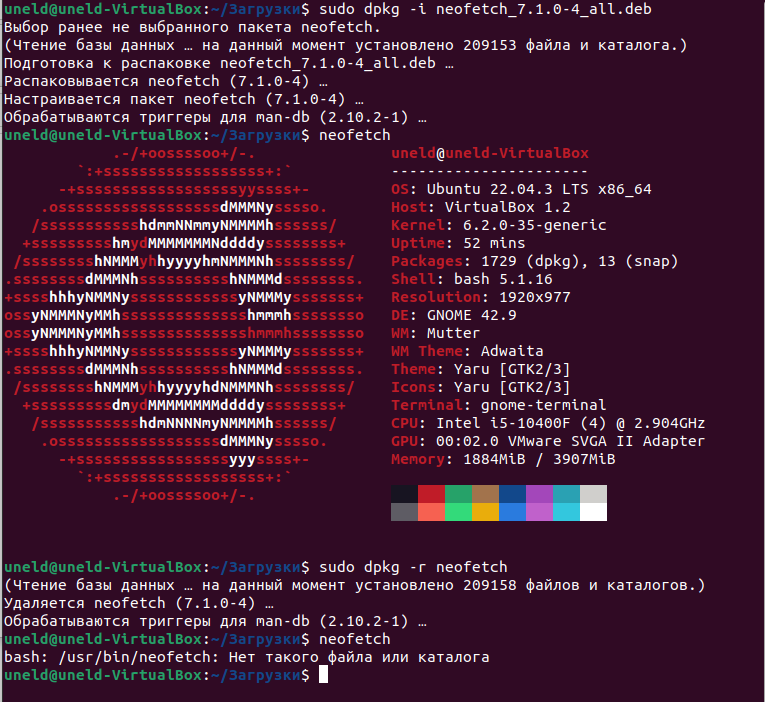 uneld@uneld-VirtualBox:~/Загрузки$ sudo dpkg -i neofetch_7.1.0-4_all.deb
Выбор ранее не выбранного пакета neofetch.
(Чтение базы данных … на данный момент установлено 209153 файла и каталога.)
Подготовка к распаковке neofetch_7.1.0-4_all.deb …
Распаковывается neofetch (7.1.0-4) …
Настраивается пакет neofetch (7.1.0-4) …
Обрабатываются триггеры для man-db (2.10.2-1) …
uneld@uneld-VirtualBox:~/Загрузки$ neofetch
.-/+oossssoo+/-. uneld@uneld-VirtualBox
`:+ssssssssssssssssss+:` ----------------------
-+ssssssssssssssssssyyssss+- OS: Ubuntu 22.04.3 LTS x86_64
.ossssssssssssssssssdMMMNysssso. Host: VirtualBox 1.2
/ssssssssssshdmmNNmmyNMMMMhssssss/ Kernel: 6.2.0-35-generic
+ssssssssshmydMMMMMMMNddddyssssssss+ Uptime: 52 mins
/sssssssshNMMMyhhyyyyhmNMMMNhssssssss/ Packages: 1729 (dpkg), 13 (snap)
.ssssssssdMMMNhsssssssssshNMMMdssssssss. Shell: bash 5.1.16
+sssshhhyNMMNyssssssssssssyNMMMysssssss+ Resolution: 1920x977
ossyNMMMNyMMhsssssssssssssshmmmhssssssso DE: GNOME 42.9
ossyNMMMNyMMhsssssssssssssshmmmhssssssso WM: Mutter
+sssshhhyNMMNyssssssssssssyNMMMysssssss+ WM Theme: Adwaita
.ssssssssdMMMNhsssssssssshNMMMdssssssss. Theme: Yaru [GTK2/3]
/sssssssshNMMMyhhyyyyhdNMMMNhssssssss/ Icons: Yaru [GTK2/3]
+sssssssssdmydMMMMMMMMddddyssssssss+ Terminal: gnome-terminal
/ssssssssssshdmNNNNmyNMMMMhssssss/ CPU: Intel i5-10400F (4) @ 2.904GHz
.ossssssssssssssssssdMMMNysssso. GPU: 00:02.0 VMware SVGA II Adapter
-+sssssssssssssssssyyyssss+- Memory: 1884MiB / 3907MiB
`:+ssssssssssssssssss+:`
.-/+oossssoo+/-.
uneld@uneld-VirtualBox:~/Загрузки$ sudo dpkg -r neofetch
(Чтение базы данных … на данный момент установлено 209158 файлов и каталогов.)
Удаляется neofetch (7.1.0-4) …
Обрабатываются триггеры для man-db (2.10.2-1) …
uneld@uneld-VirtualBox:~/Загрузки$ neofetch
bash: /usr/bin/neofetch: Нет такого файла или каталога
uneld@uneld-VirtualBox:~/Загрузки$